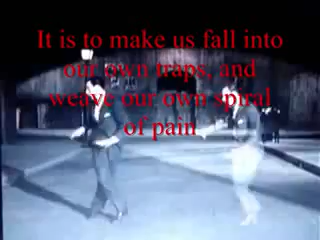 It is to make us fall into
our own traps, and
weave our own spiral
of pain